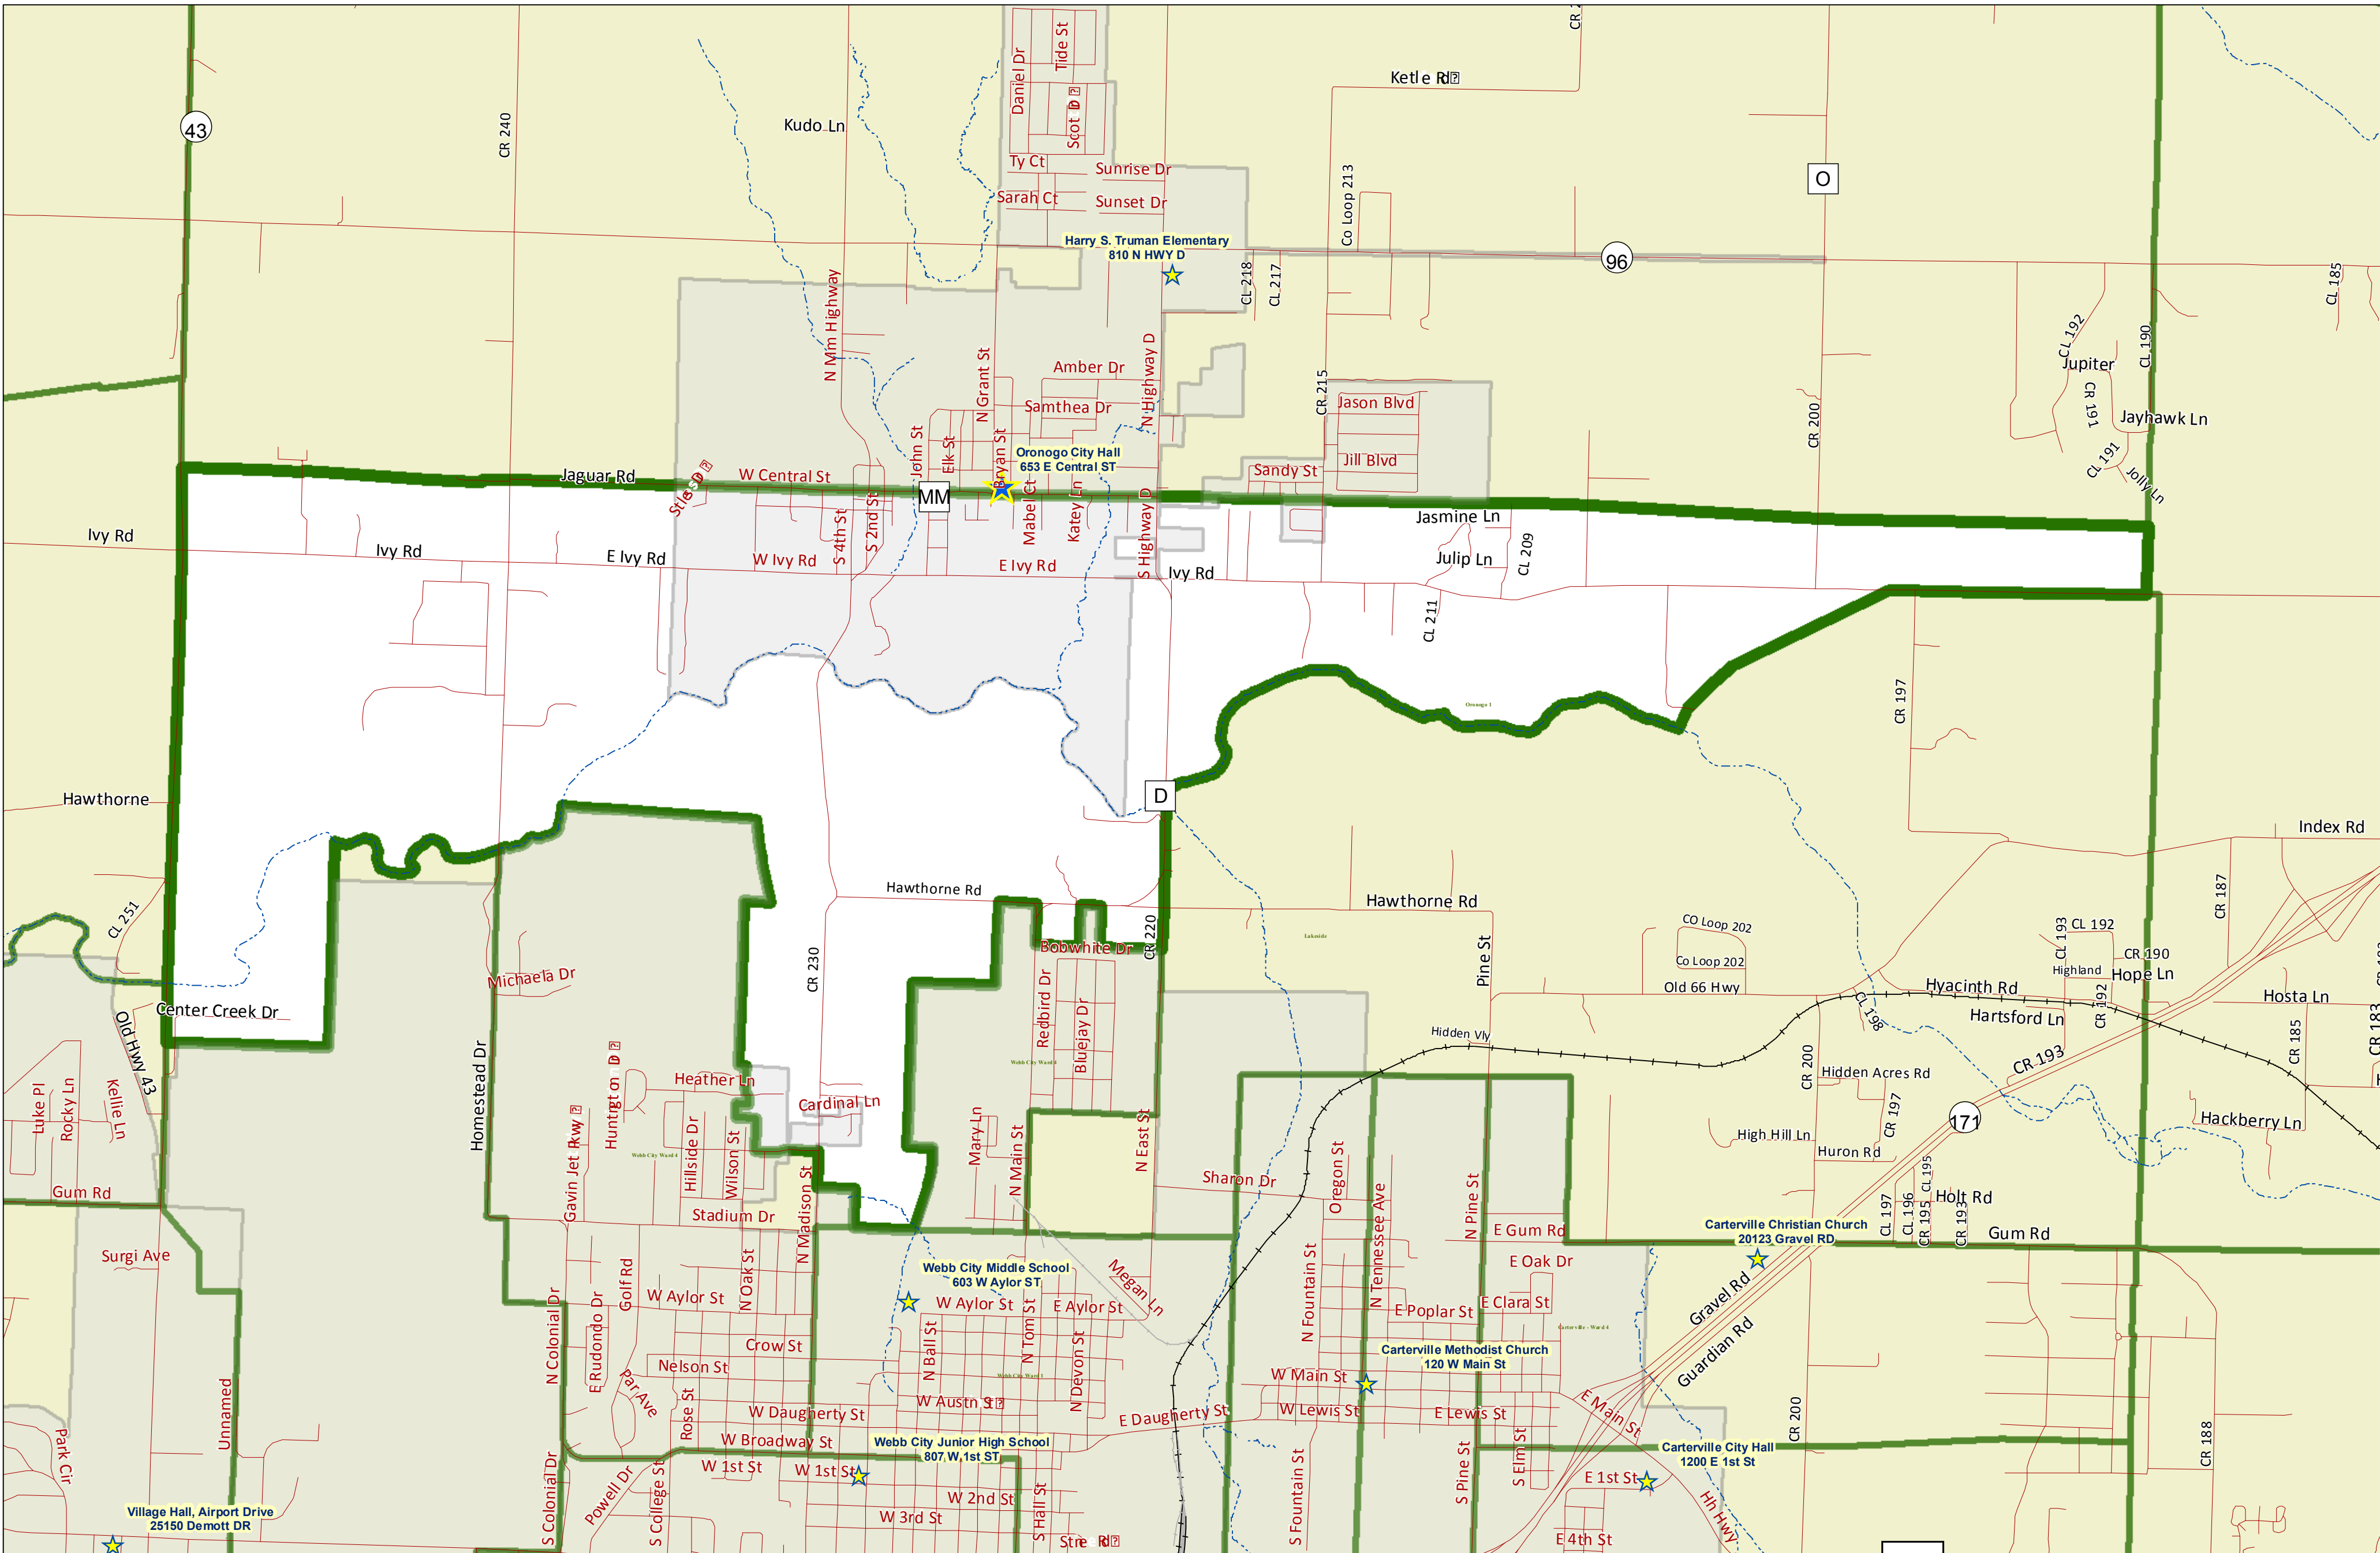 CR 240
43
Kudo Ln
Daniel Dr
Tide St
Ty Ct
Sunrise Dr
Sarah Ct
Sunset Dr
Ketle Rd
Co Loop 213
O
Harry S. Truman Elementary
810 N HWY D
96
CL 218
CL 217
CL 185
N Mm Highway
N Grant St
Amber Dr
Samthea Dr
N Highway D
CR 215
Jason Blvd
Jill Blvd
Sandy St
CR 200
CL 192
Jupiter
CR 191
CL 190
Jayhawk Ln
CL 191
Jolly Ln
Jaguar Rd
W Central St
John St
Elk St
Bryan St
Oronogo City Hall
653 E Central ST
MM
S 4th St
S 2nd St
Mabel Ct
Katey Ln
S Highway D
Jasmine Ln
Julip Ln
CL 209
CL 211
Ivy Rd
Ivy Rd
E Ivy Rd
W Ivy Rd
E Ivy Rd
Ivy Rd
Oronogo 1
CR 197
Hawthorne
D
Index Rd
Hawthorne Rd
Hawthorne Rd
CL 251
CR 230
CR 220
Bobwhite Dr
Lakeside
Pine St
CO Loop 202
Co Loop 202
Old 66 Hwy
CL 193
CL 192
CR 190
Highland
Hope Ln
CR 192
CR 187
Michaela Dr
Center Creek Dr
Old Hwy 43
Redbird Dr
Bluejay Dr
Hidden Vly
CL 198
Hyacinth Rd
Hartsford Ln
Hosta Ln
CR 185
CR 183
CR 193
Luke Pl
Rocky Ln
Kellie Ln
Homestead Dr
Heather Ln
Cardinal Ln
Webb City Ward 4
Hillside Dr
Wilson St
Mary Ln
N Main St
N East St
CR 200
Hidden Acres Rd
CR 197
171
High Hill Ln
Huron Rd
Hackberry Ln
Gum Rd
Stadium Dr
N Madison St
Sharon Dr
Oregon St
N Tennessee Ave
N Pine St
E Gum Rd
E Oak Dr
Carterville Christian Church
20123 Gravel RD
CL 197
CL 196
CL 195
CR 195
CR 193
Holt Rd
Gum Rd
Surgi Ave
N Colonial Dr
E Rudondo Dr
Golf Rd
W Aylor St
N Oak St
Webb City Middle School
603 W Aylor ST
W Aylor St
E Aylor St
Megan Ln
N Fountain St
E Poplar St
E Clara St
Gravel Rd
Guardian Rd
Carterville - Ward 4
Crow St
Nelson St
Par Ave
Rose St
N Ball St
N Tom St
N Devon St
Carterville Methodist Church
120 W Main St
W Main St
W Lewis St
E Lewis St
E Main St
W Daugherty St
E Daugherty St
W Broadway St
Unnamed
Park Cir
S Colonial Dr
Powell Dr
S College St
W 1st St
W 1st St
Webb City Junior High School
807 W 1st ST
W 2nd St
W 3rd St
S Hall St
S Fountain St
S Pine St
S Elm St
E 1st St
E 4th St
Carterville City Hall
1200 E 1st St
Hh Hwy
CR 200
CR 188
Village Hall, Airport Drive
25150 Demott DR